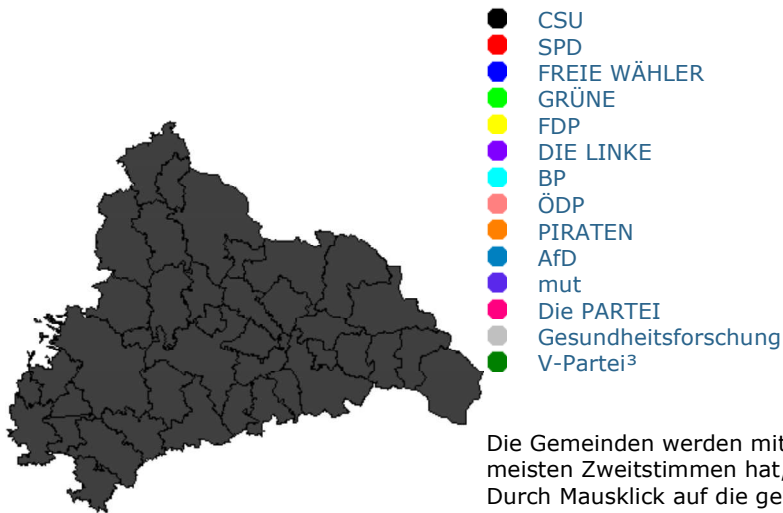 CSU
SPD
FREIE WÄHLER
GRÜNE
FDP
DIE LINKE
BP
ÖDP
PIRATEN
AfD
mut
Die PARTEI
Gesundheitsforschung
V-Partei³
Die Gemeinden werden mit
meisten Zweitstimmen hat,
Durch Mausklick auf die ge